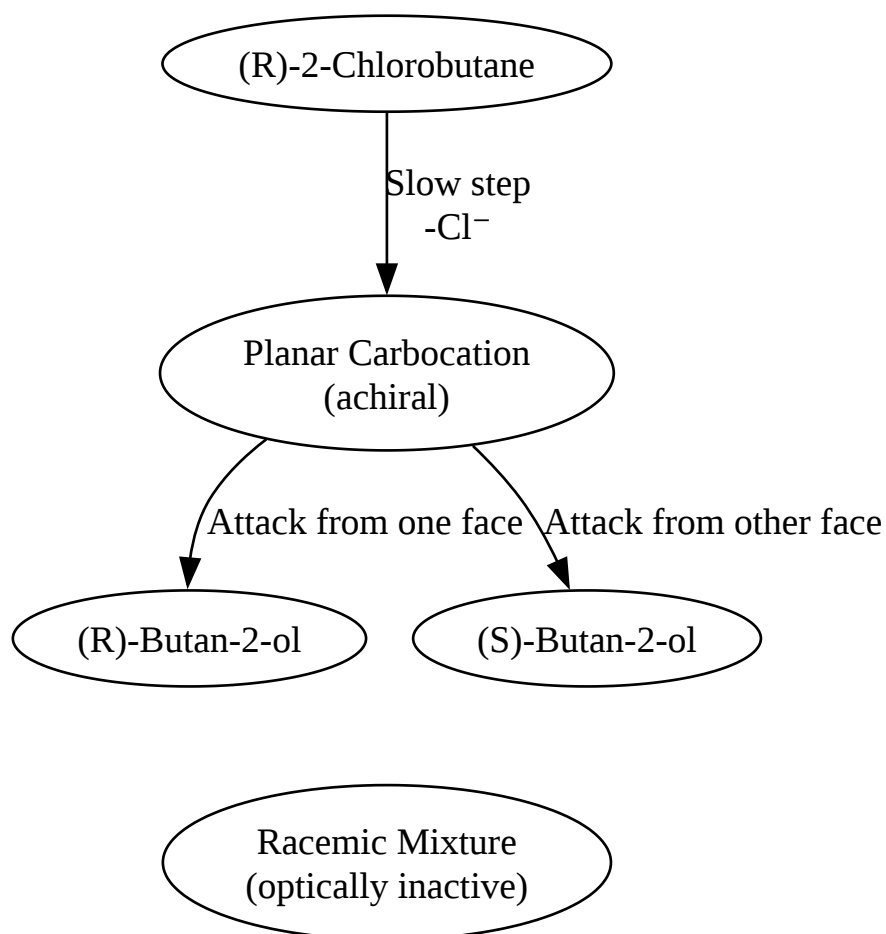 (R)-2-Chlorobutane
Slow step
-Cl⁻
Planar Carbocation
(achiral)
Attack from one face
Attack from other face
(R)-Butan-2-ol
(S)-Butan-2-ol
Racemic Mixture
(optically inactive)